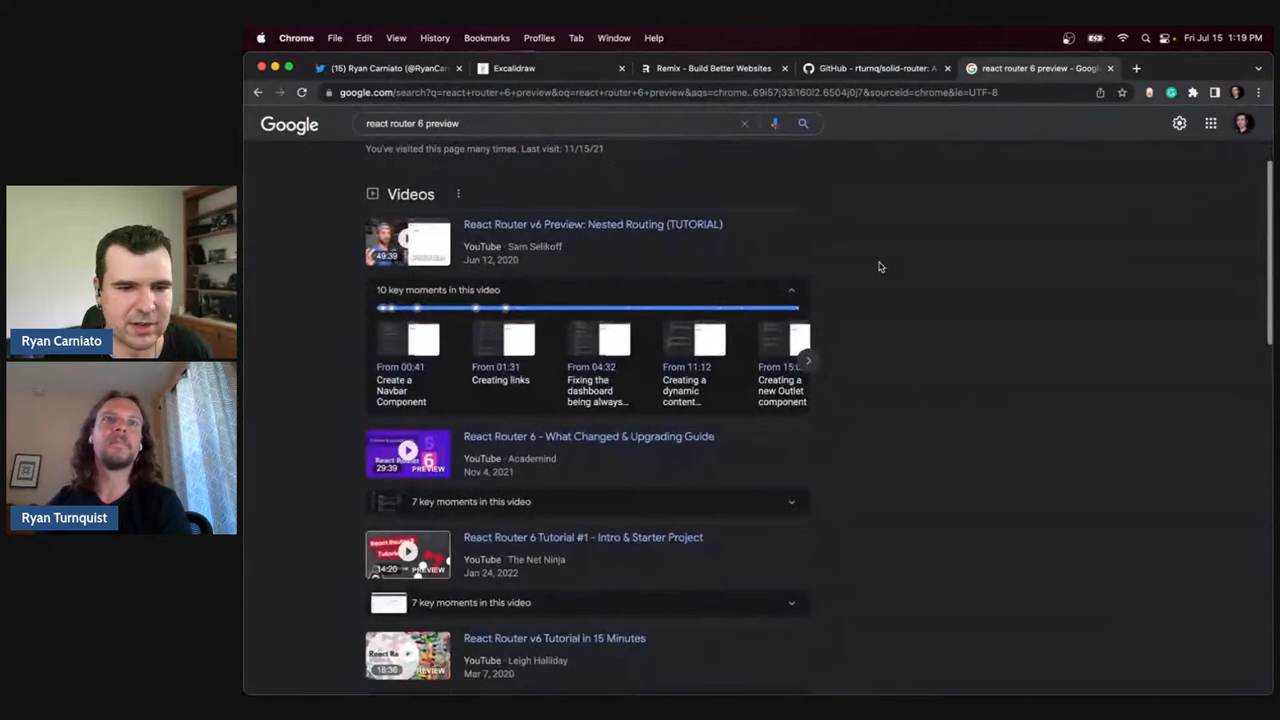 Chrome File Edit View History Bookmarks Profiles Tab Window Help
Fri Jul 15 1:19 PM
(15) Ryan Carniato (@RyanCar
Excalidraw
Remix - Build Better Websites
GitHub - rturnq/solid-router: A
react router 6 preview - Googl
google.com/search?q=react+router+6+preview&oq=react+router+6+preview&aqs=chrome..69i57j33i160l2.6504j0j7&sourceid=chrome&ie=UTF-8
Google
react router 6 preview
You've visited this page many times. Last visit: 11/15/21
Videos
React Router v6 Preview: Nested Routing (TUTORIAL)
YouTube · Sam Selikoff
Jun 12, 2020
49:39
PREVIEW
10 key moments in this video
From 00:41
Create a
Navbar
Component
From 01:31
Creating links
From 04:32
Fixing the
dashboard
being always...
From 11:12
Creating a
dynamic
content...
From 15:0
Creating a
new Outlet
component
React Router 6 - What Changed & Upgrading Guide
YouTube · Academind
Nov 4, 2021
29:39
PREVIEW
7 key moments in this video
React Router 6 Tutorial #1 - Intro & Starter Project
YouTube · The Net Ninja
Jan 24, 2022
14:20
PREVIEW
7 key moments in this video
React Router v6 Tutorial in 15 Minutes
YouTube · Leigh Halliday
Mar 7, 2020
18:36
PREVIEW
Ryan Carniato
Ryan Turnquist